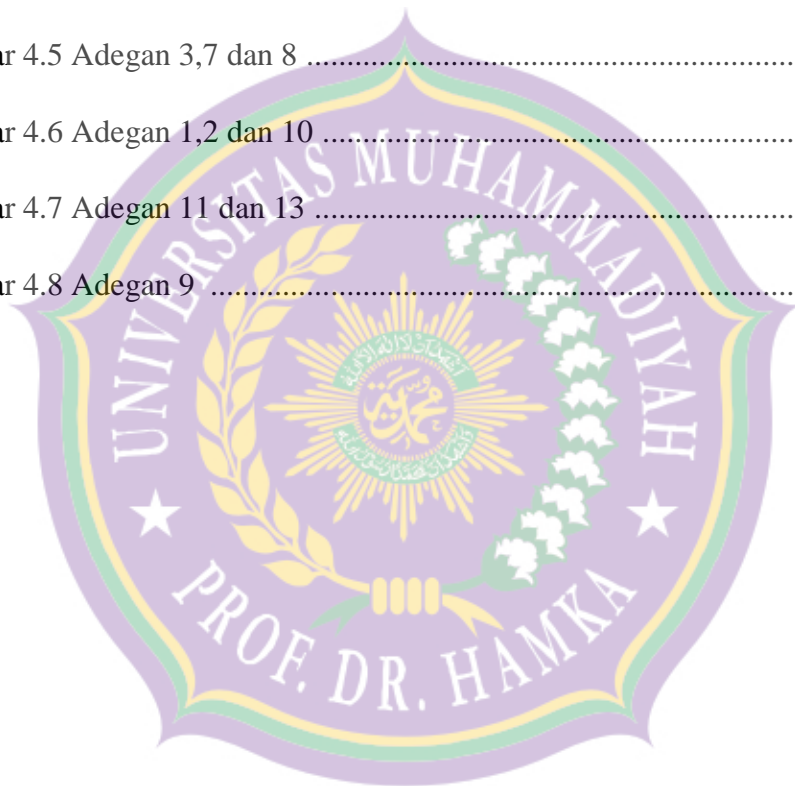 ar 4.5 Adegan 3,7 dan 8 ..........................................................
ar 4.6 Adegan 1,2 dan 10 ........................................................
ar 4.7 Adegan 11 dan 13 .........................................................
ar 4.8 Adegan 9 ......................................................................
UNIVERSITAS MUHAMMADIYAH
محمدية
PROF. DR. HAMKA